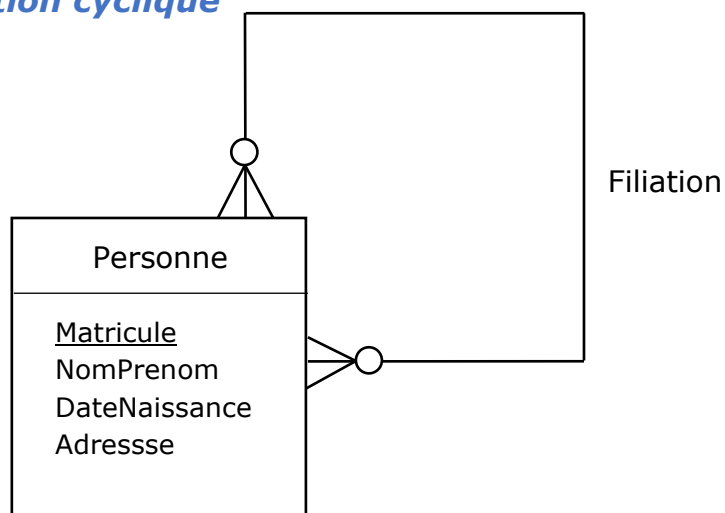 tion cyclique
Filiation
Personne
Matricule
NomPrenom
DateNaissance
Adressse